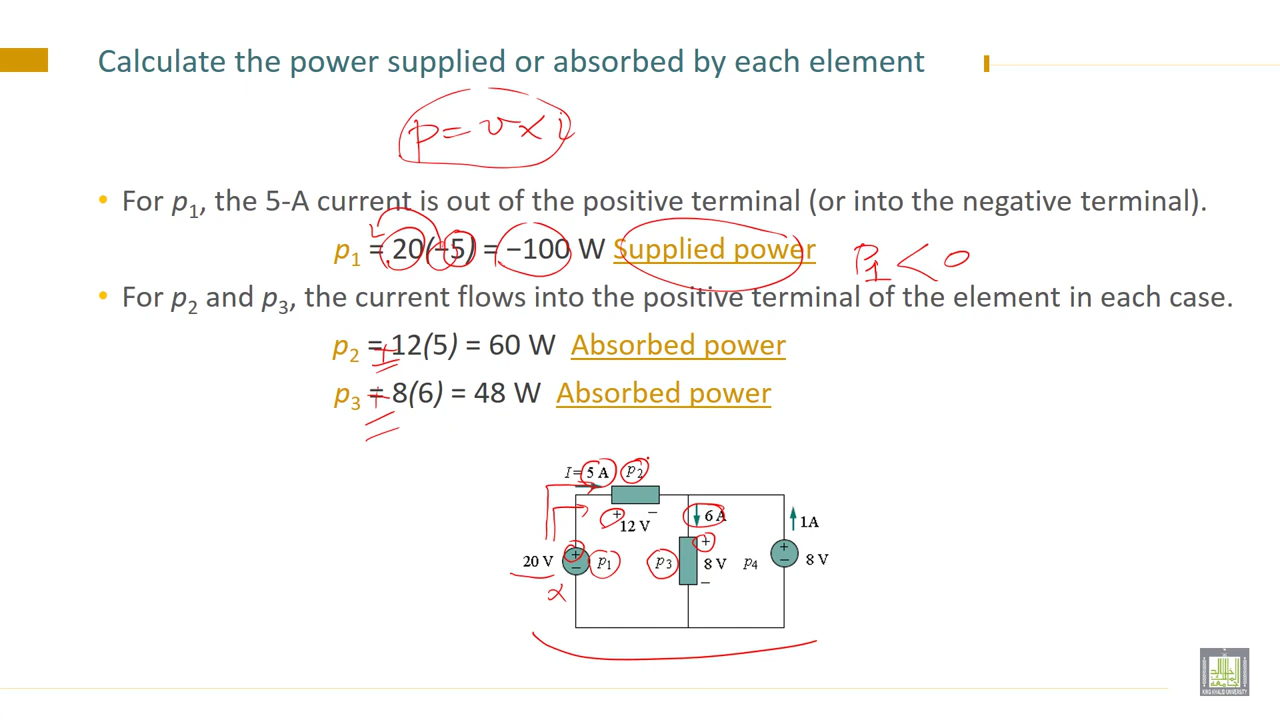 Calculate the power supplied or absorbed by each element
p = v × i
• For p₁, the 5-A current is out of the positive terminal (or into the negative terminal).
p₁ = 20(−5) = −100 W Supplied power
P₁ < 0
• For p₂ and p₃, the current flows into the positive terminal of the element in each case.
p₂ = 12(5) = 60 W Absorbed power
+
p₃ = 8(6) = 48 W Absorbed power
+
I = 5 A p₂
+ 12 V −
6 A
1A
20 V + − p₁
p₃ + 8 V −
p₄ + − 8 V
KING KHALID UNIVERSITY